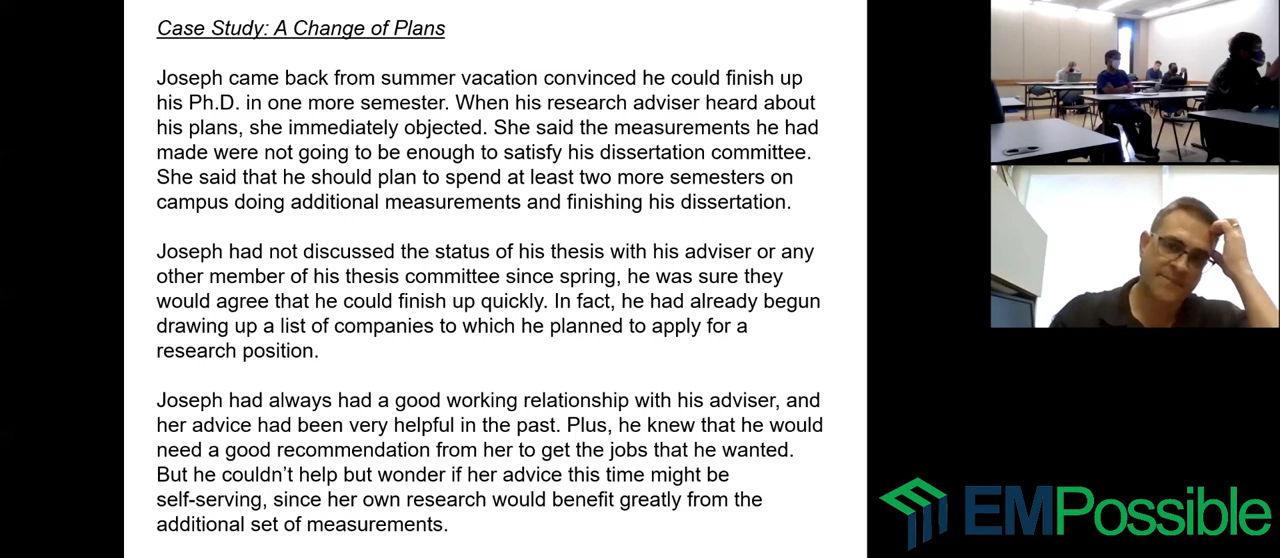 Case Study: A Change of Plans
Joseph came back from summer vacation convinced he could finish up
his Ph.D. in one more semester. When his research adviser heard about
his plans, she immediately objected. She said the measurements he had
made were not going to be enough to satisfy his dissertation committee.
She said that he should plan to spend at least two more semesters on
campus doing additional measurements and finishing his dissertation.
Joseph had not discussed the status of his thesis with his adviser or any
other member of his thesis committee since spring, he was sure they
would agree that he could finish up quickly. In fact, he had already begun
drawing up a list of companies to which he planned to apply for a
research position.
Joseph had always had a good working relationship with his adviser, and
her advice had been very helpful in the past. Plus, he knew that he would
need a good recommendation from her to get the jobs that he wanted.
But he couldn't help but wonder if her advice this time might be
self-serving, since her own research would benefit greatly from the
additional set of measurements.
EMPossible